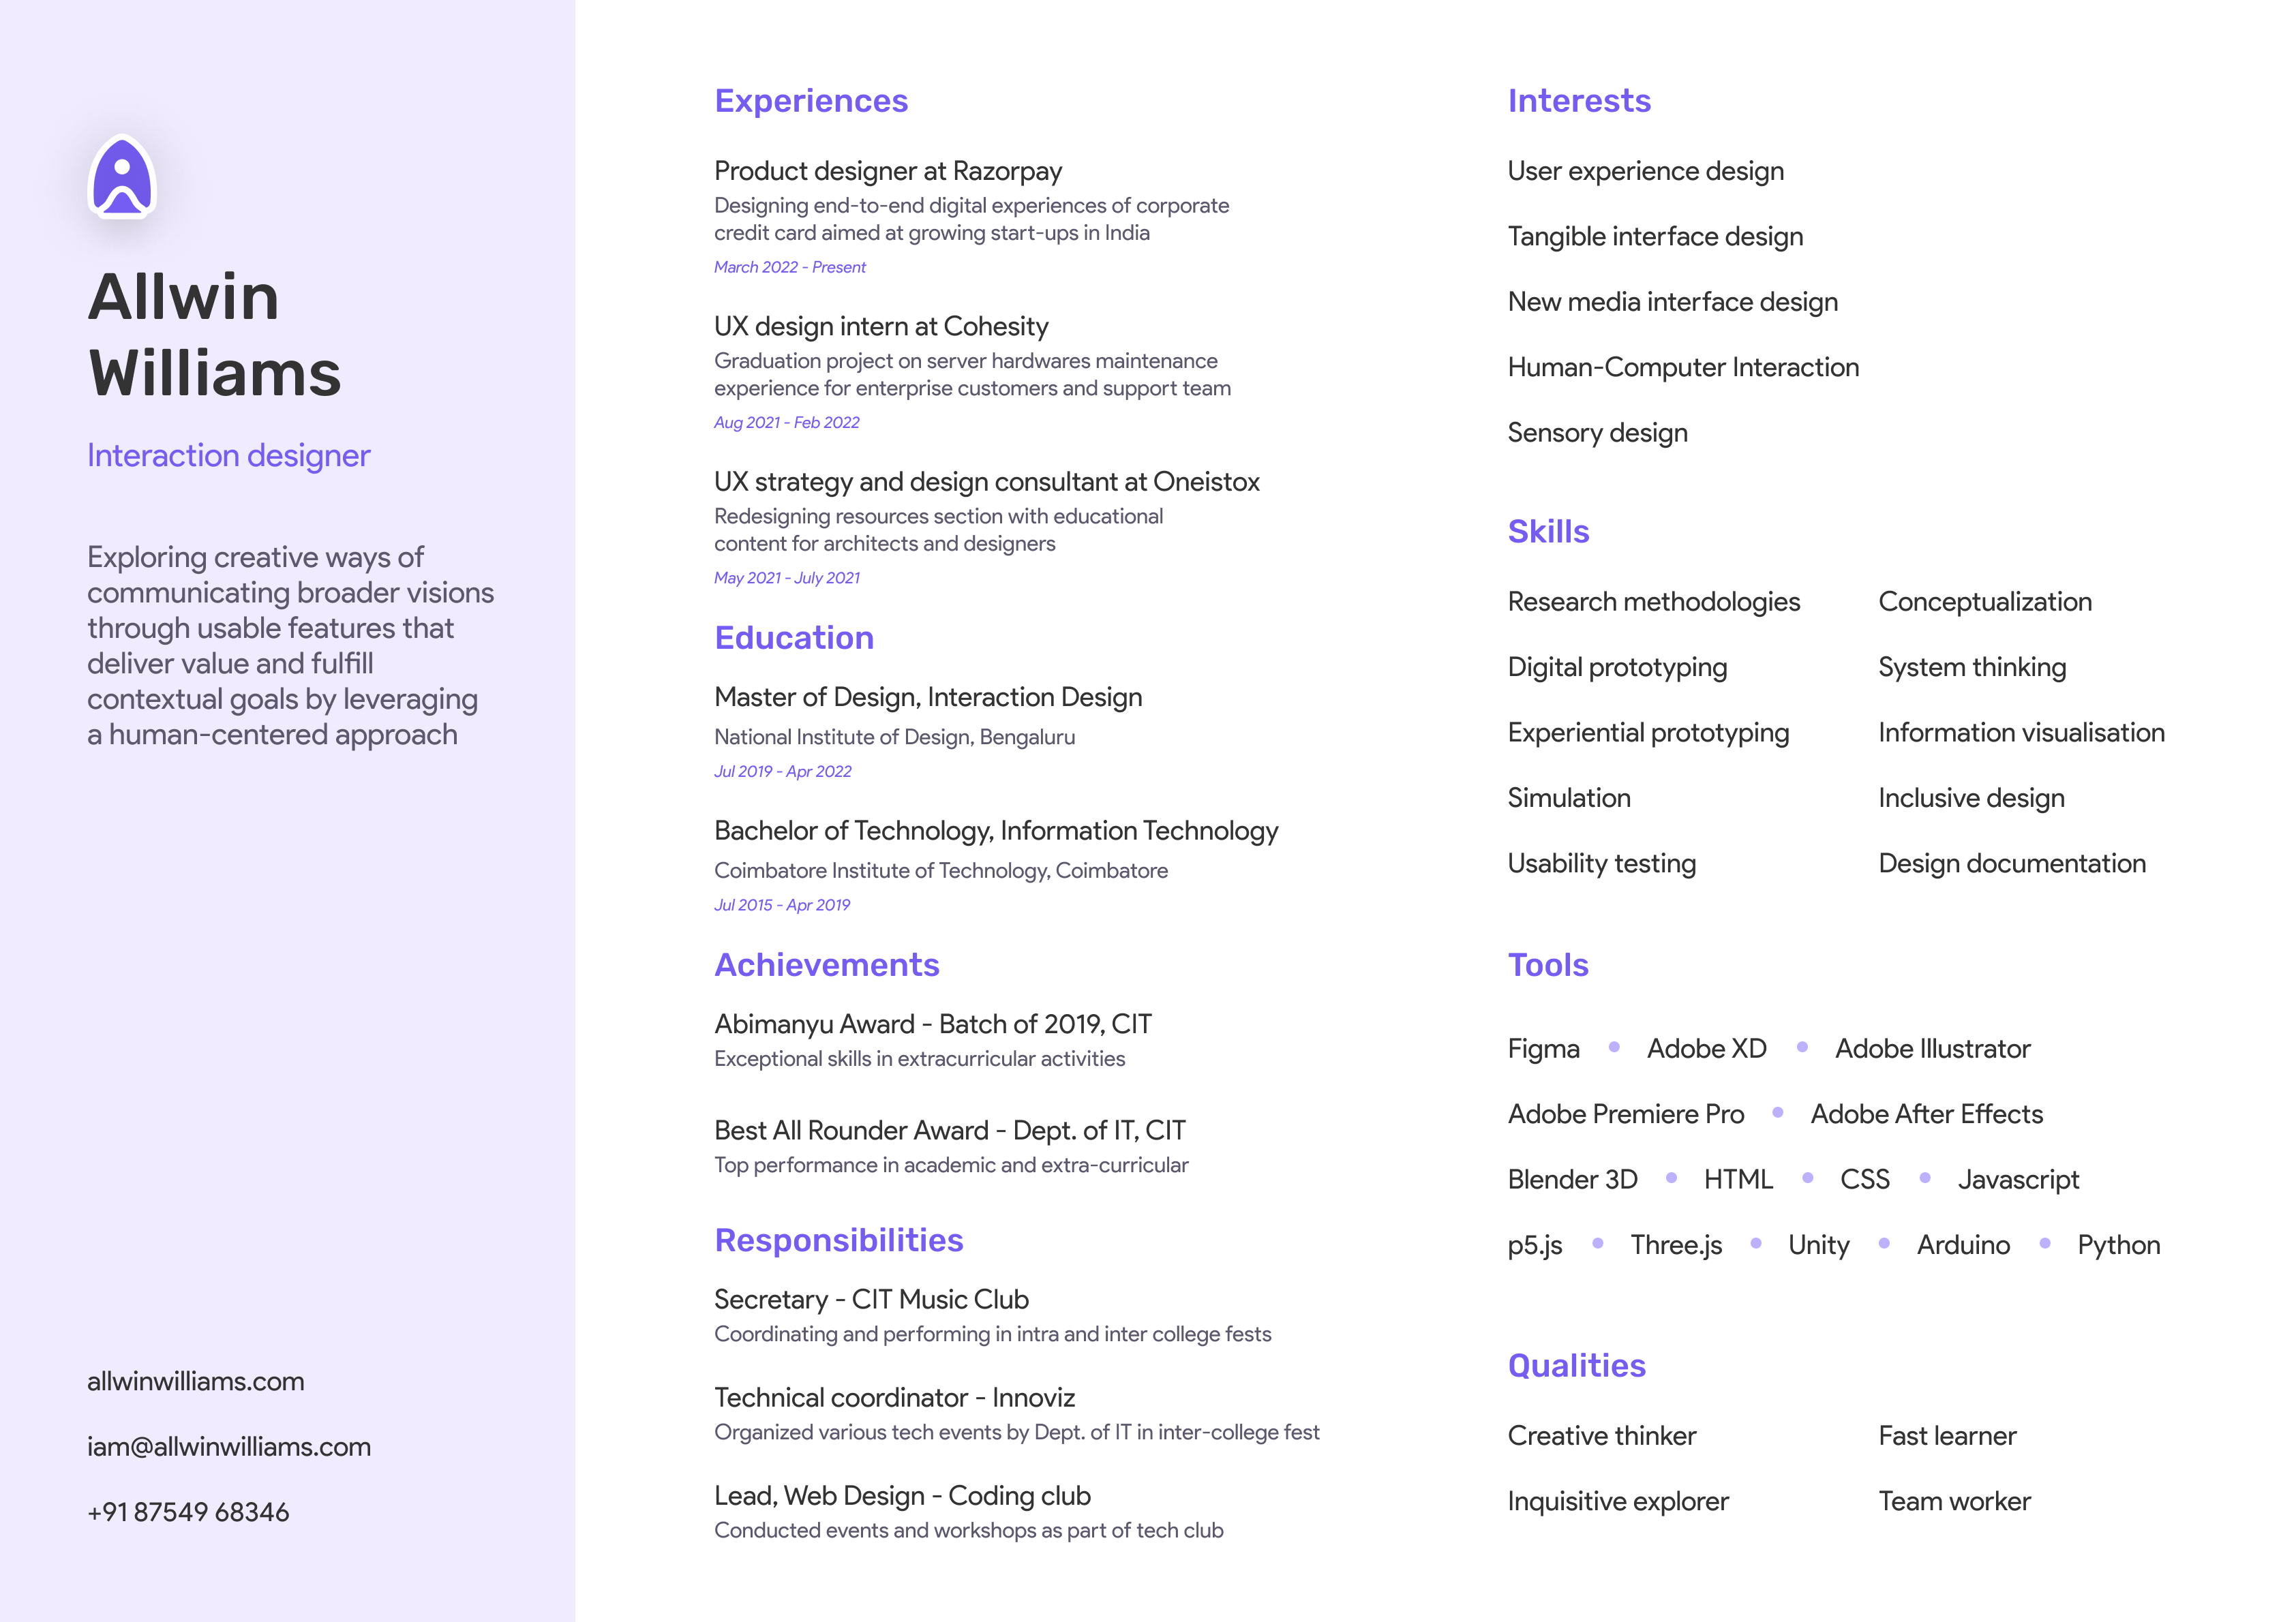 Allwin
Williams
Interaction designer
Exploring creative ways of
communicating broader visions
through usable features that
deliver value and fulfill
contextual goals by leveraging
a human-centered approach
allwinwilliams.com
iam@allwinwilliams.com
+91 87549 68346
Experiences
Product designer at Razorpay
Designing end-to-end digital experiences of corporate
credit card aimed at growing start-ups in India
March 2022 - Present
UX design intern at Cohesity
Graduation project on server hardwares maintenance
experience for enterprise customers and support team
Aug 2021 - Feb 2022
UX strategy and design consultant at Oneistox
Redesigning resources section with educational
content for architects and designers
May 2021 - July 2021
Education
Master of Design, Interaction Design
National Institute of Design, Bengaluru
Jul 2019 - Apr 2022
Bachelor of Technology, Information Technology
Coimbatore Institute of Technology, Coimbatore
Jul 2015 - Apr 2019
Achievements
Abimanyu Award - Batch of 2019, CIT
Exceptional skills in extracurricular activities
Best All Rounder Award - Dept. of IT, CIT
Top performance in academic and extra-curricular
Responsibilities
Secretary - CIT Music Club
Coordinating and performing in intra and inter college fests
Technical coordinator - Innoviz
Organized various tech events by Dept. of IT in inter-college fest
Lead, Web Design - Coding club
Conducted events and workshops as part of tech club
Interests
User experience design
Tangible interface design
New media interface design
Human-Computer Interaction
Sensory design
Skills
Research methodologies Conceptualization
Digital prototyping System thinking
Experiential prototyping Information visualisation
Simulation Inclusive design
Usability testing Design documentation
Tools
Figma • Adobe XD • Adobe Illustrator
Adobe Premiere Pro • Adobe After Effects
Blender 3D • HTML • CSS • Javascript
p5.js • Three.js • Unity • Arduino • Python
Qualities
Creative thinker Fast learner
Inquisitive explorer Team worker